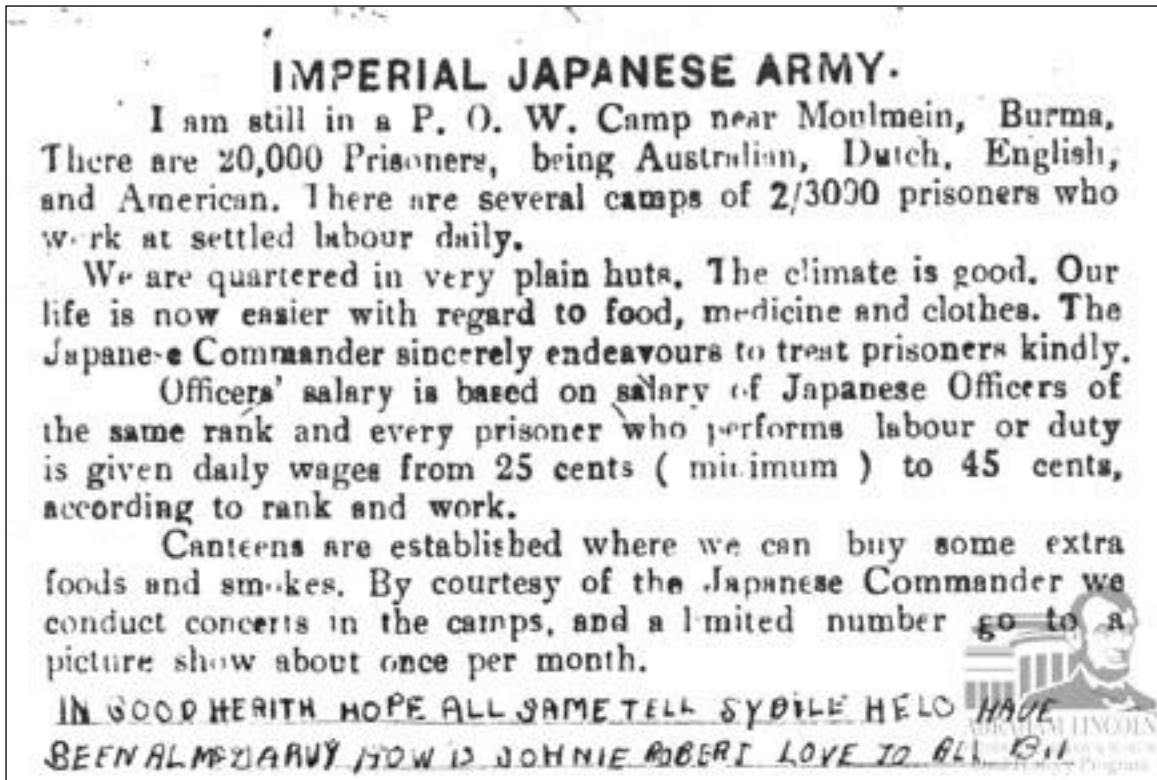 IMPERIAL JAPANESE ARMY.
I am still in a P. O. W. Camp near Moulmein, Burma.
There are 20,000 Prisoners, being Australian, Dutch, English,
and American. There are several camps of 2/3000 prisoners who
work at settled labour daily.
We are quartered in very plain huts. The climate is good. Our
life is now easier with regard to food, medicine and clothes. The
Japanese Commander sincerely endeavours to treat prisoners kindly.
Officers' salary is based on salary of Japanese Officers of
the same rank and every prisoner who performs labour or duty
is given daily wages from 25 cents ( minimum ) to 45 cents,
according to rank and work.
Canteens are established where we can buy some extra
foods and smokes. By courtesy of the Japanese Commander we
conduct concerts in the camps, and a limited number go to a
picture show about once per month.
IN GOOD HEAITH HOPE ALL SAME TELL SYBILE HELO HAVE
BEEN HOW IS JOHNIE ROBERT LOVE TO ALL
ABRAHAM LINCOLN
Oral History Program